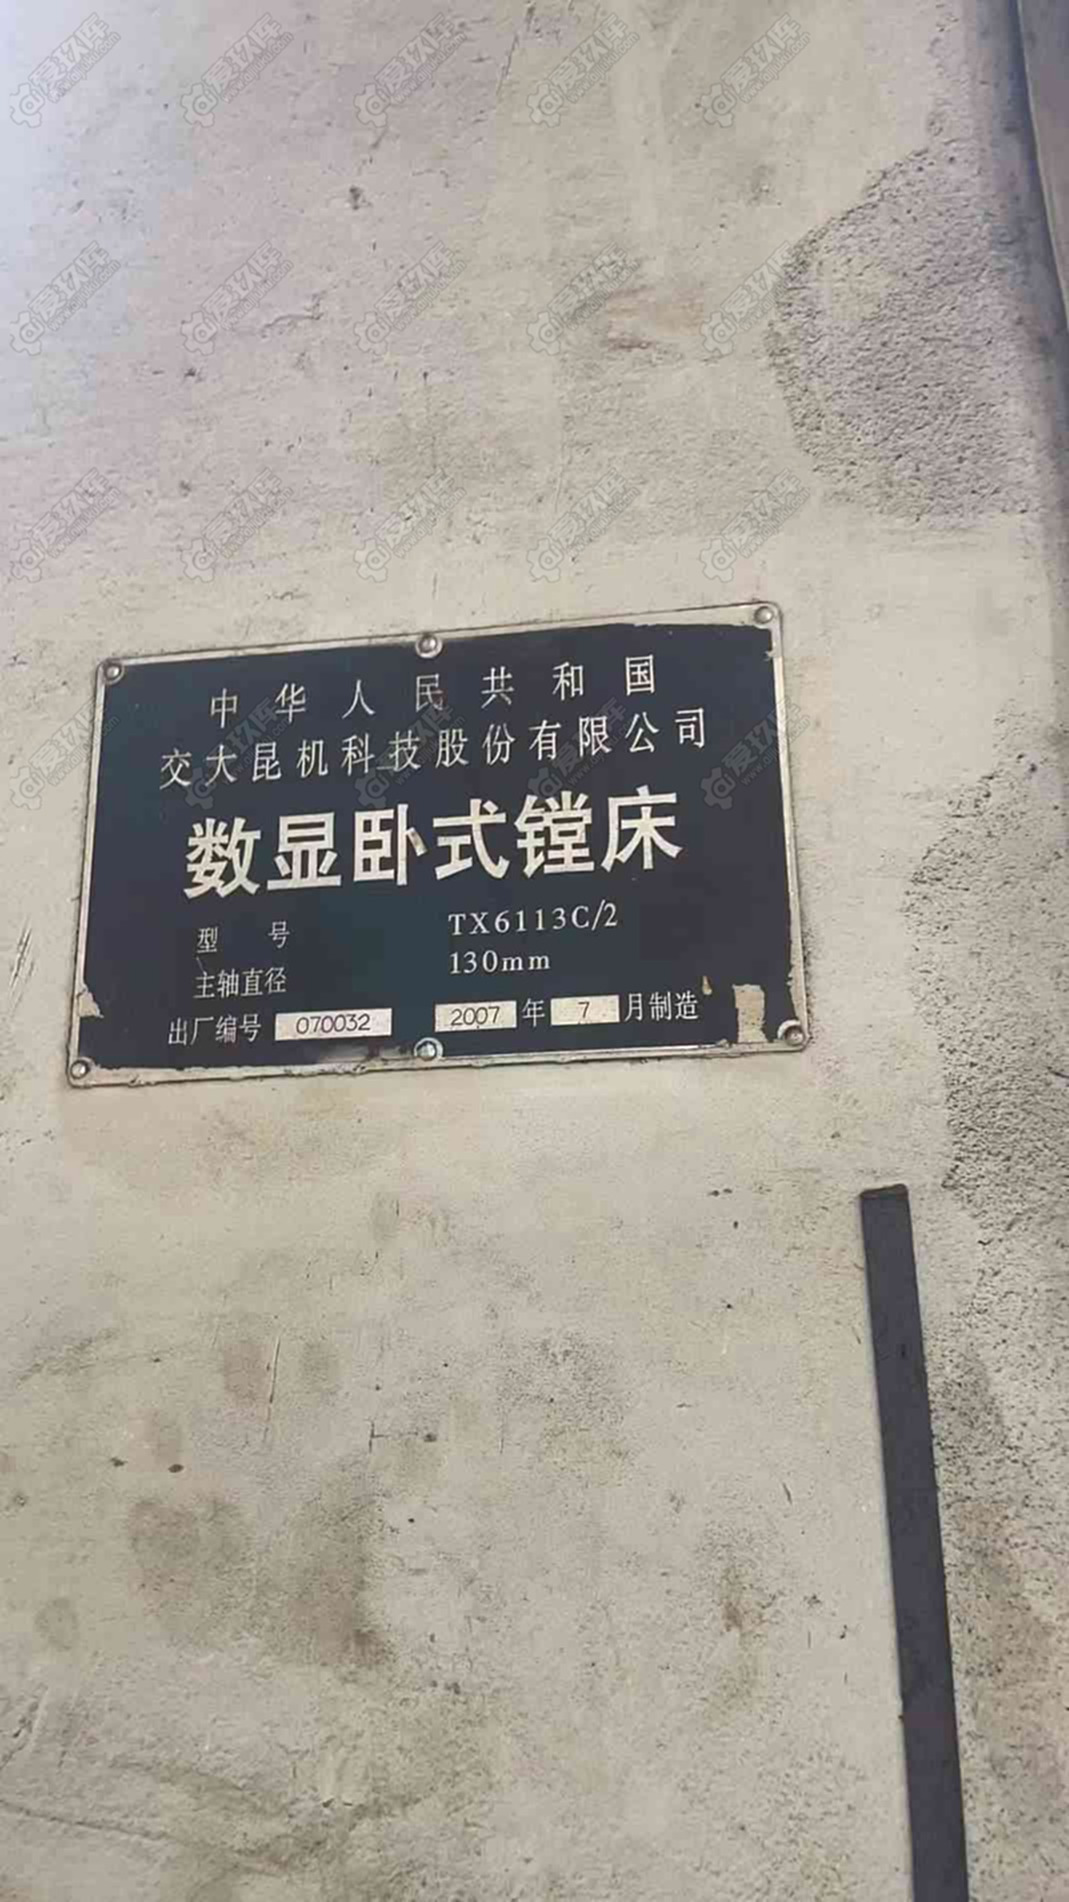 中华人民共和国
交大昆机科技股份有限公司
数显卧式镗床
型号 TX6113C/2
主轴直径 130mm
出厂编号 070032 2007 年 7 月制造